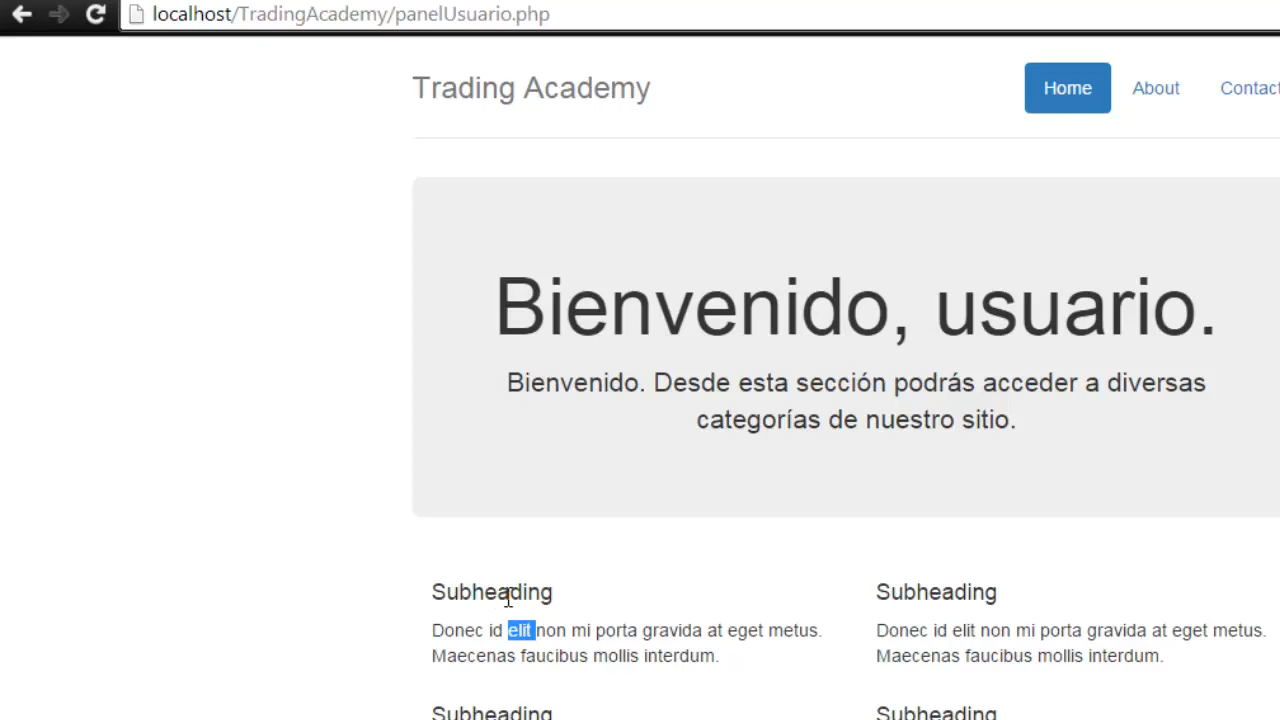 localhost/TradingAcademy/panelUsuario.php
Trading Academy
Home About Contact
Bienvenido, usuario.
Bienvenido. Desde esta sección podrás acceder a diversas
categorías de nuestro sitio.
Subheading Subheading
Donec id elit non mi porta gravida at eget metus. Donec id elit non mi porta gravida at eget metus.
Maecenas faucibus mollis interdum. Maecenas faucibus mollis interdum.
Subheading Subheading